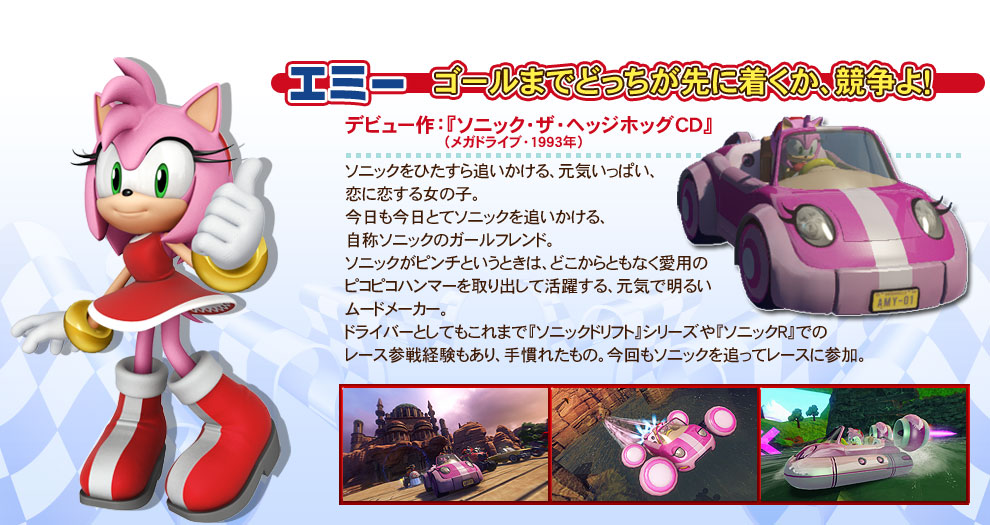 エミー
ゴールまでどっちが先に着くか、競争よ!
デビュー作:『ソニック・ザ・ヘッジホッグCD』
(メガドライブ・1993年)
ソニックをひたすら追いかける、元気いっぱい、
恋に恋する女の子。
今日も今日とてソニックを追いかける、
自称ソニックのガールフレンド。
ソニックがピンチというときは、どこからともなく愛用の
ピコピコハンマーを取り出して活躍する、元気で明るい
ムードメーカー。
ドライバーとしてもこれまで『ソニックドリフト』シリーズや『ソニックR』での
レース参戦経験もあり、手慣れたもの。今回もソニックを追ってレースに参加。
AMY-01